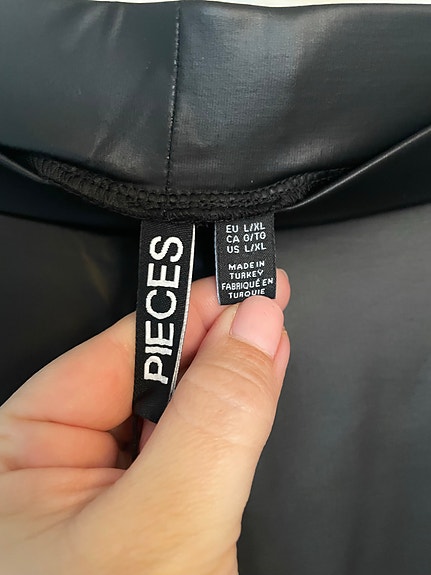 PIECES
EU L/XL
CA G/TG
US L/XL
MADE IN
TURKEY
FABRIQUÉ EN
TURQUIE